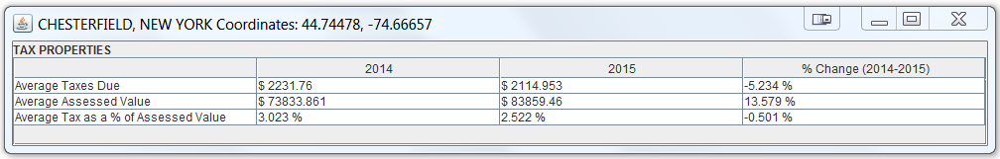 CHESTERFIELD, NEW YORK Coordinates: 44.74478, -74.66657
TAX PROPERTIES
2014 2015 % Change (2014-2015)
Average Taxes Due $ 2231.76 $ 2114.953 -5.234 %
Average Assessed Value $ 73833.861 $ 83859.46 13.579 %
Average Tax as a % of Assessed Value 3.023 % 2.522 % -0.501 %